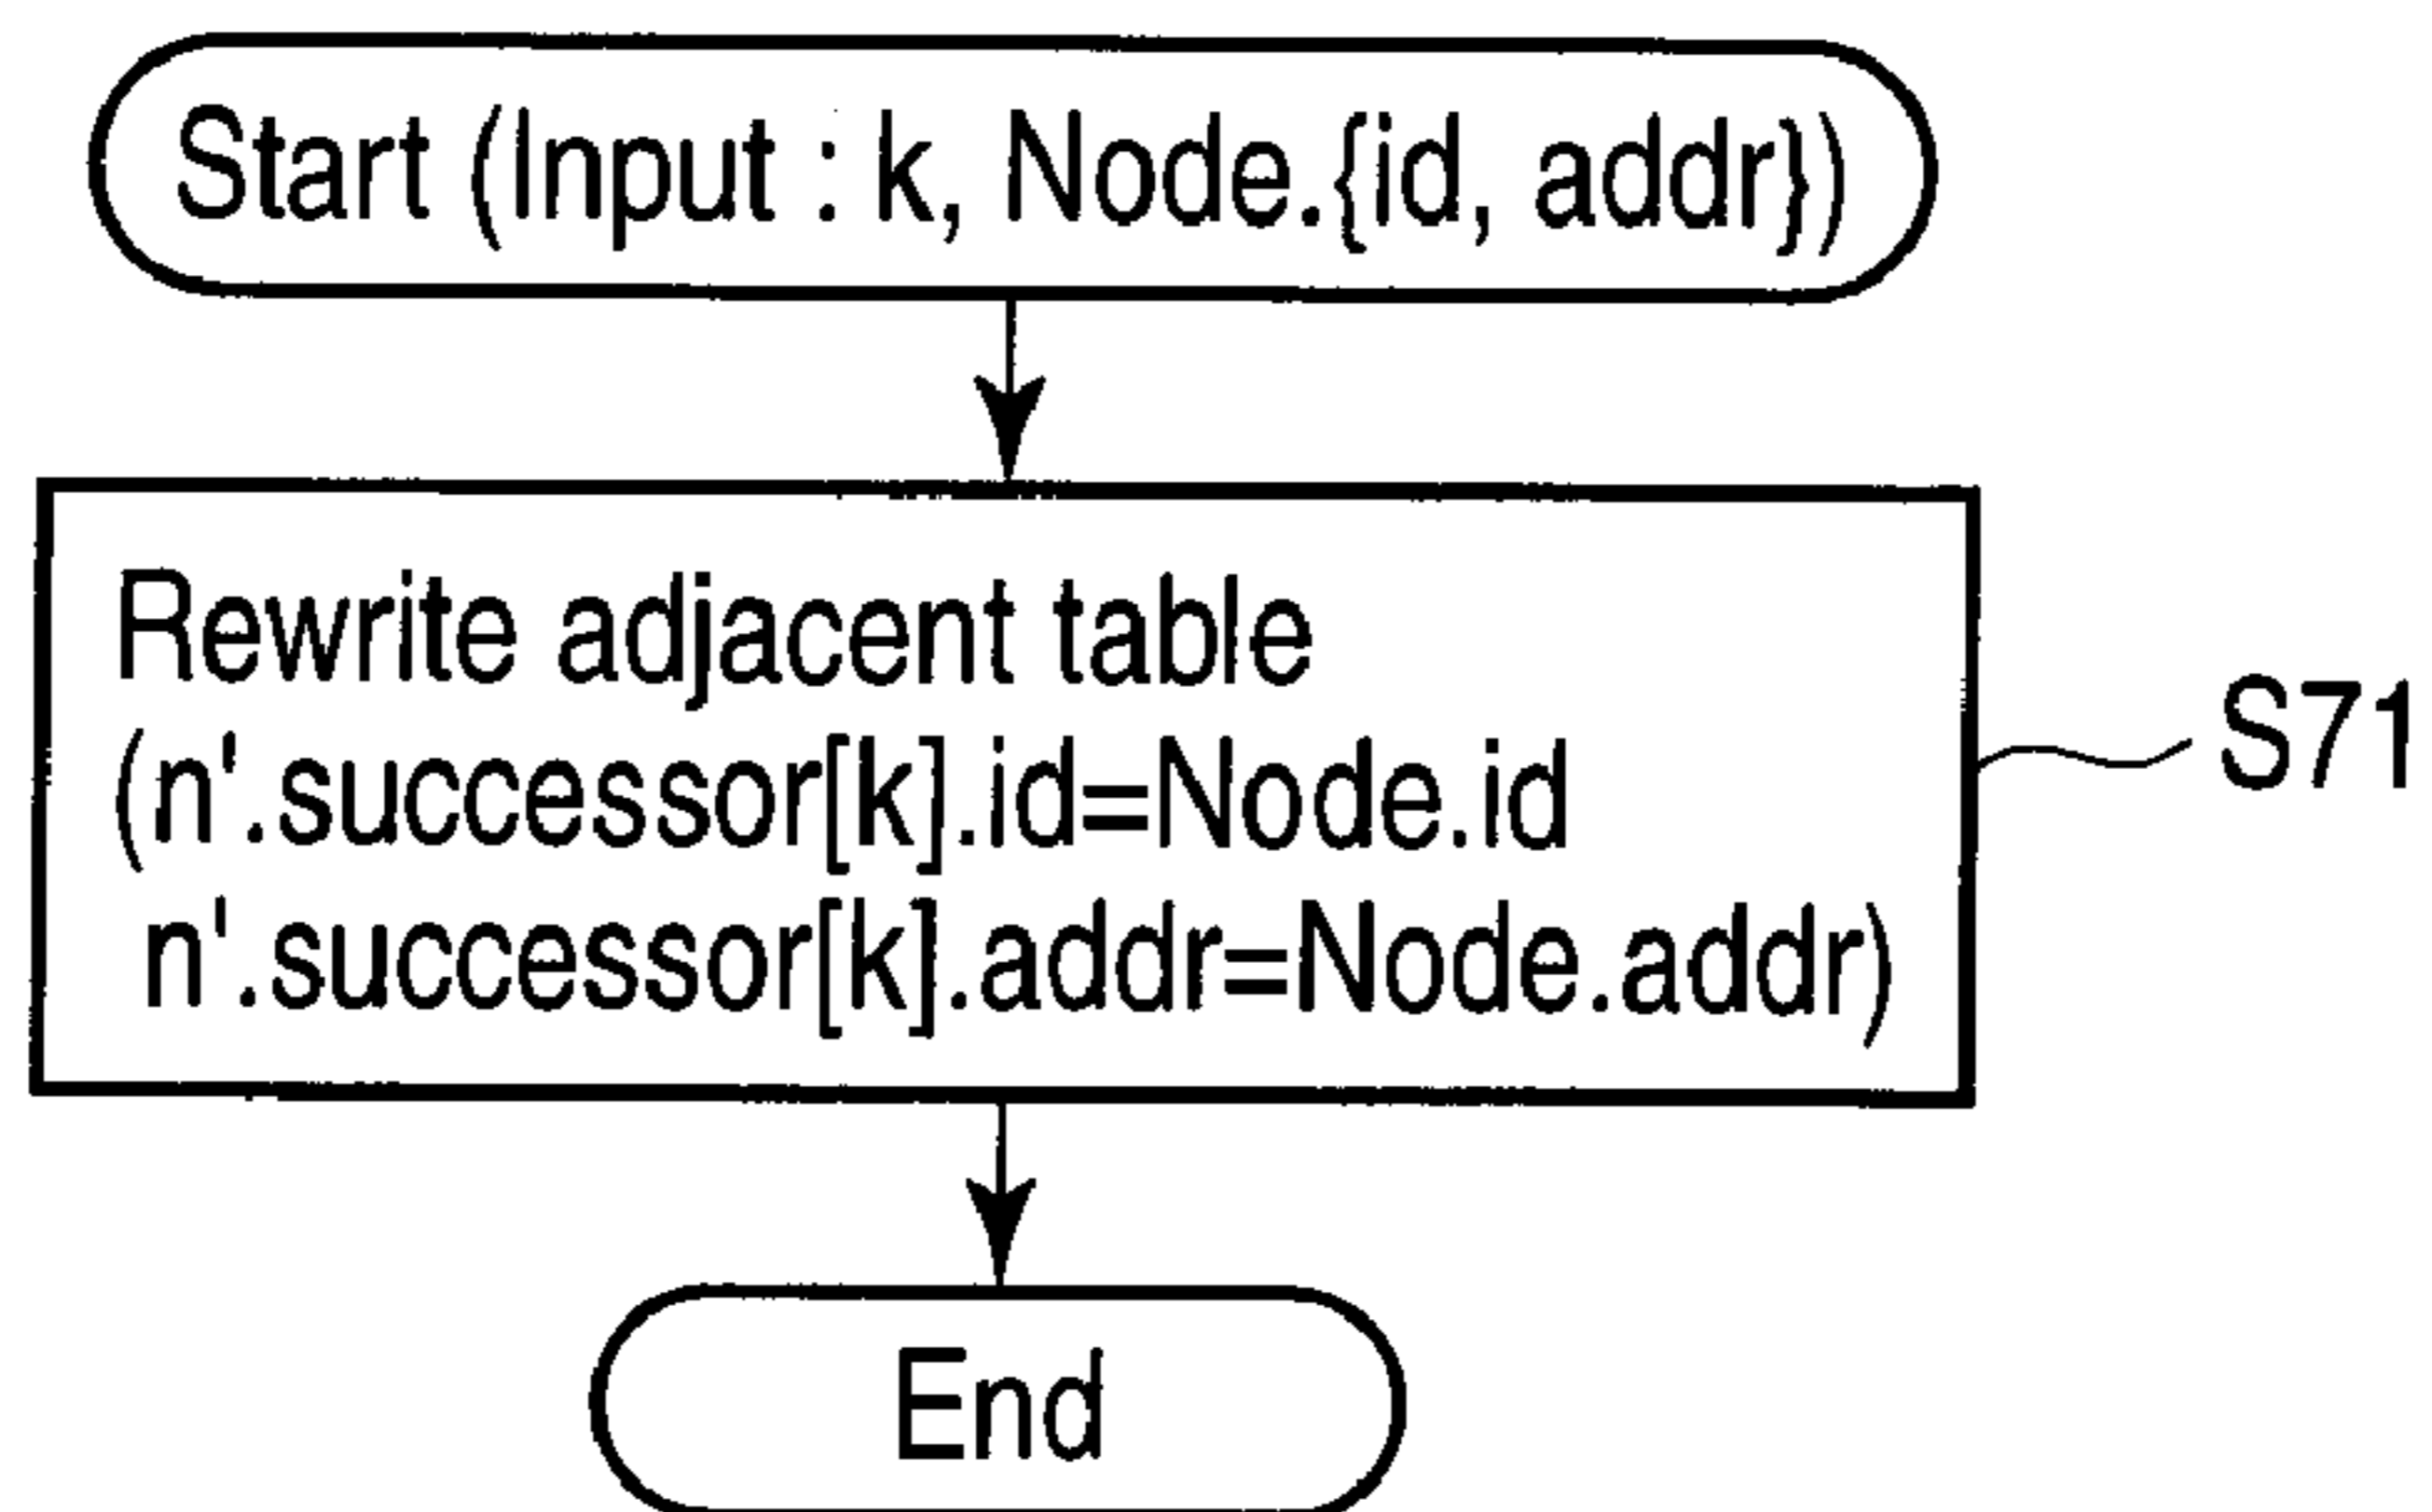 Start (Input : k, Node.{id, addr})
Rewrite adjacent table
(n'.successor[k].id=Node.id
n'.successor[k].addr=Node.addr)
S71
End